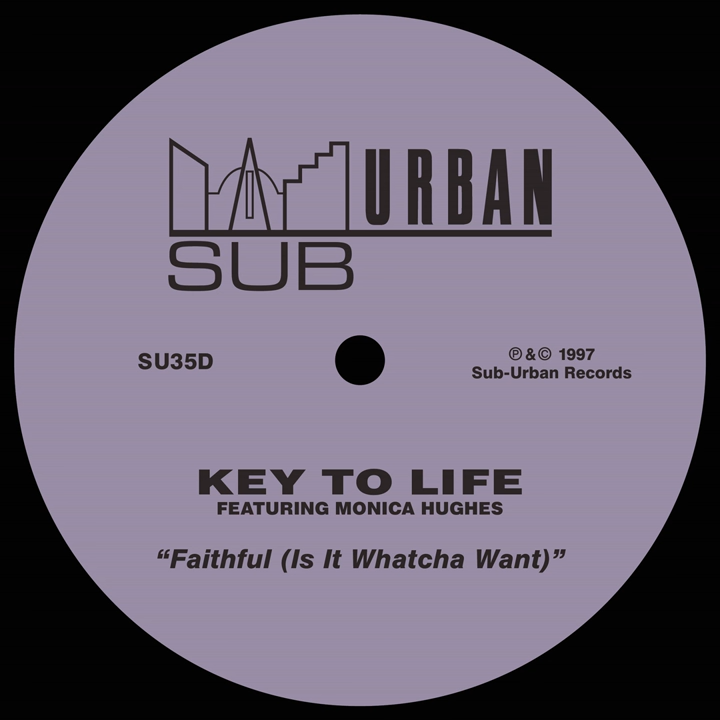 URBAN
SUB
SU35D
℗ & © 1997
Sub-Urban Records
KEY TO LIFE
FEATURING MONICA HUGHES
“Faithful (Is It Whatcha Want)”